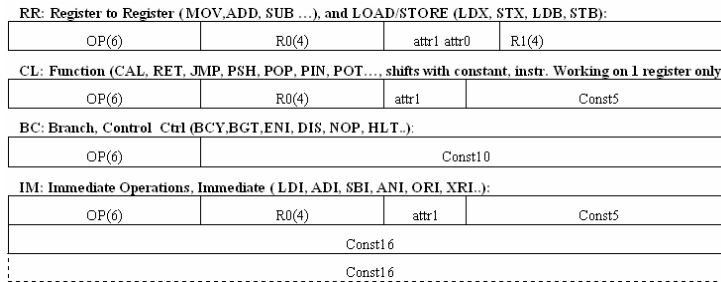 RR: Register to Register (MOV,ADD, SUB …), and LOAD/STORE (LDX, STX, LDB, STB):
OP(6) R0(4) attr1 attr0 R1(4)
CL: Function (CAL, RET, JMP, PSH, POP, PIN, POT…, shifts with constant, instr. Working on 1 register only
OP(6) R0(4) attr1 Const5
BC: Branch, Control Ctrl (BCY,BGT,ENI, DIS, NOP, HLT..):
OP(6) Const10
IM: Immediate Operations, Immediate ( LDI, ADI, SBI, ANI, ORI, XRI..):
OP(6) R0(4) attr1 Const5
Const16
Const16